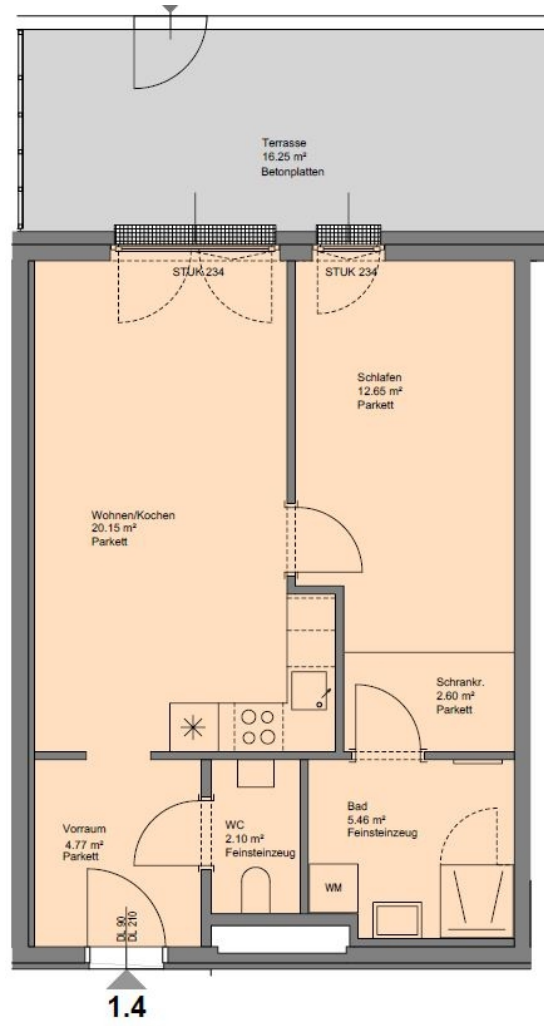 Terrasse
16.25 m²
Betonplatten
STUK 234
STUK 234
Schlafen
12.65 m²
Parkett
Wohnen/Kochen
20.15 m²
Parkett
Schrankr.
2.60 m²
Parkett
Vorraum
4.77 m²
Parkett
WC
2.10 m²
Feinsteinzeug
Bad
5.46 m²
Feinsteinzeug
WM
DL 90
DL 210
1.4